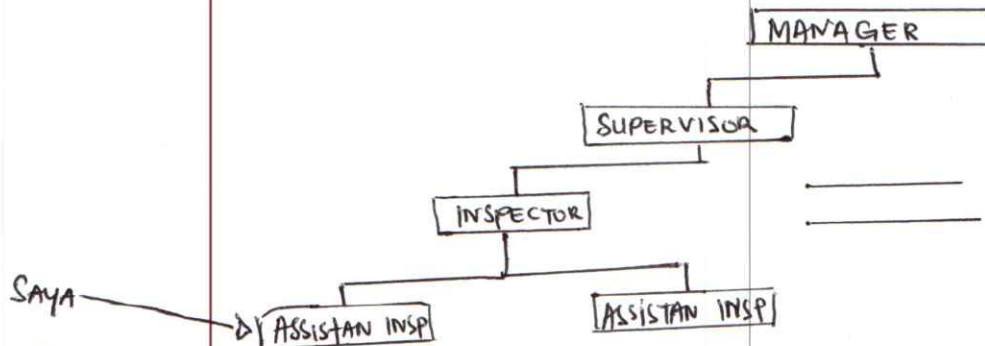 MANAGER
SUPERVISOR
INSPECTOR
SAYA
ASSISTAN INSP
ASSISTAN INSP